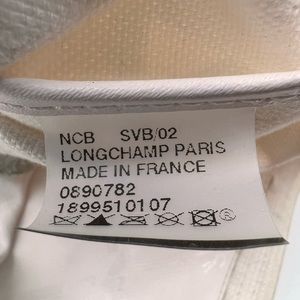 NCB SVB/02
LONGCHAMP PARIS
MADE IN FRANCE
0890782
1899510107